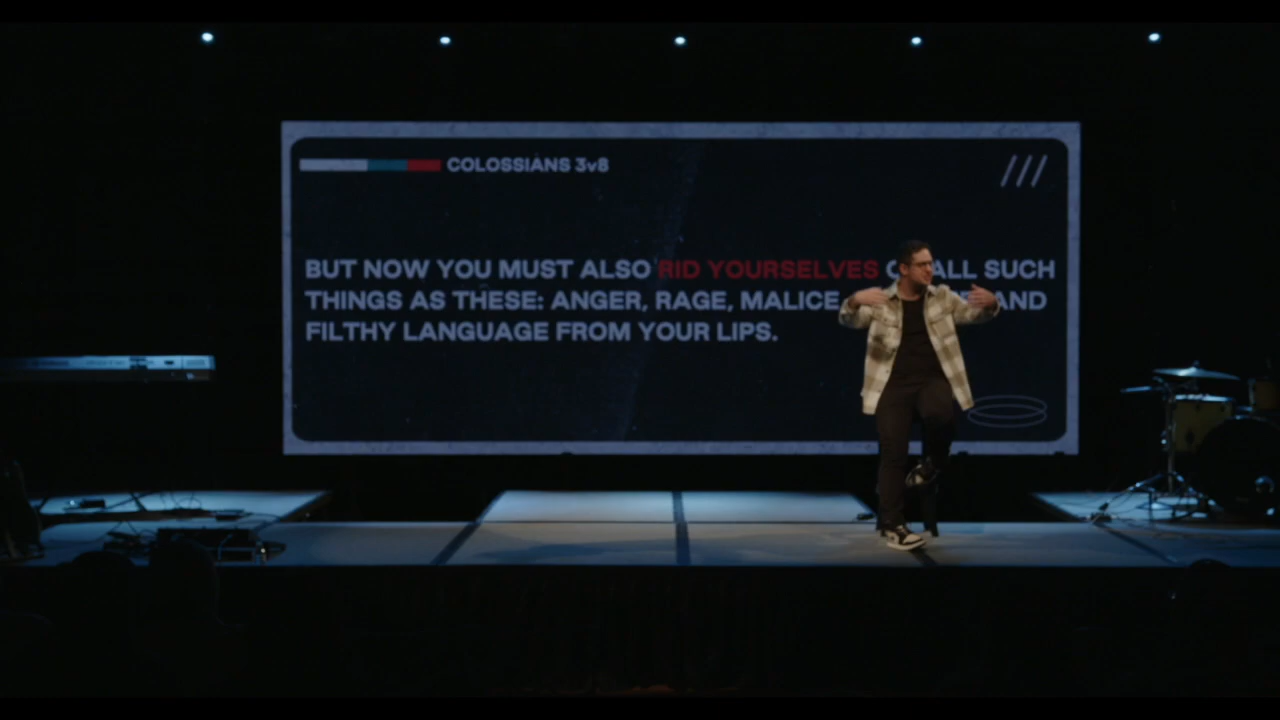 COLOSSIANS 3v8
BUT NOW YOU MUST ALSO RID YOURSELVES ALL SUCH
THINGS AS THESE: ANGER, RAGE, MALICE, AND
FILTHY LANGUAGE FROM YOUR LIPS.